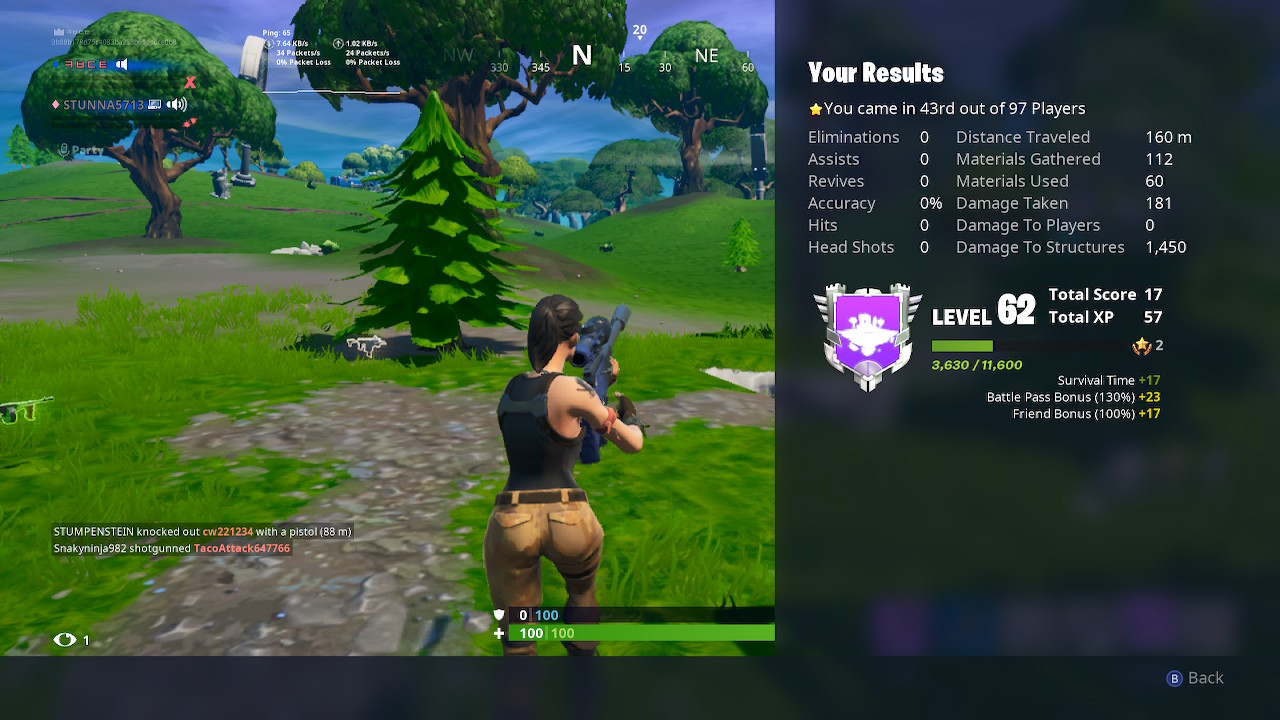 Ping: 65
7.64 KB/s 1.02 KB/s
34 Packets/s 24 Packets/s
0% Packet Loss 0% Packet Loss
20
NW 330 345 N 15 30 NE 60
STUNNA5713
Party
STUMPENSTEIN knocked out cw221234 with a pistol (88 m)
Snakyninja982 shotgunned TacoAttack647766
1
0 | 100
100 | 100
Your Results
You came in 43rd out of 97 Players
Eliminations 0 Distance Traveled 160 m
Assists 0 Materials Gathered 112
Revives 0 Materials Used 60
Accuracy 0% Damage Taken 181
Hits 0 Damage To Players 0
Head Shots 0 Damage To Structures 1,450
LEVEL 62
Total Score 17
Total XP 57
2
3,630 / 11,600
Survival Time +17
Battle Pass Bonus (130%) +23
Friend Bonus (100%) +17
B Back